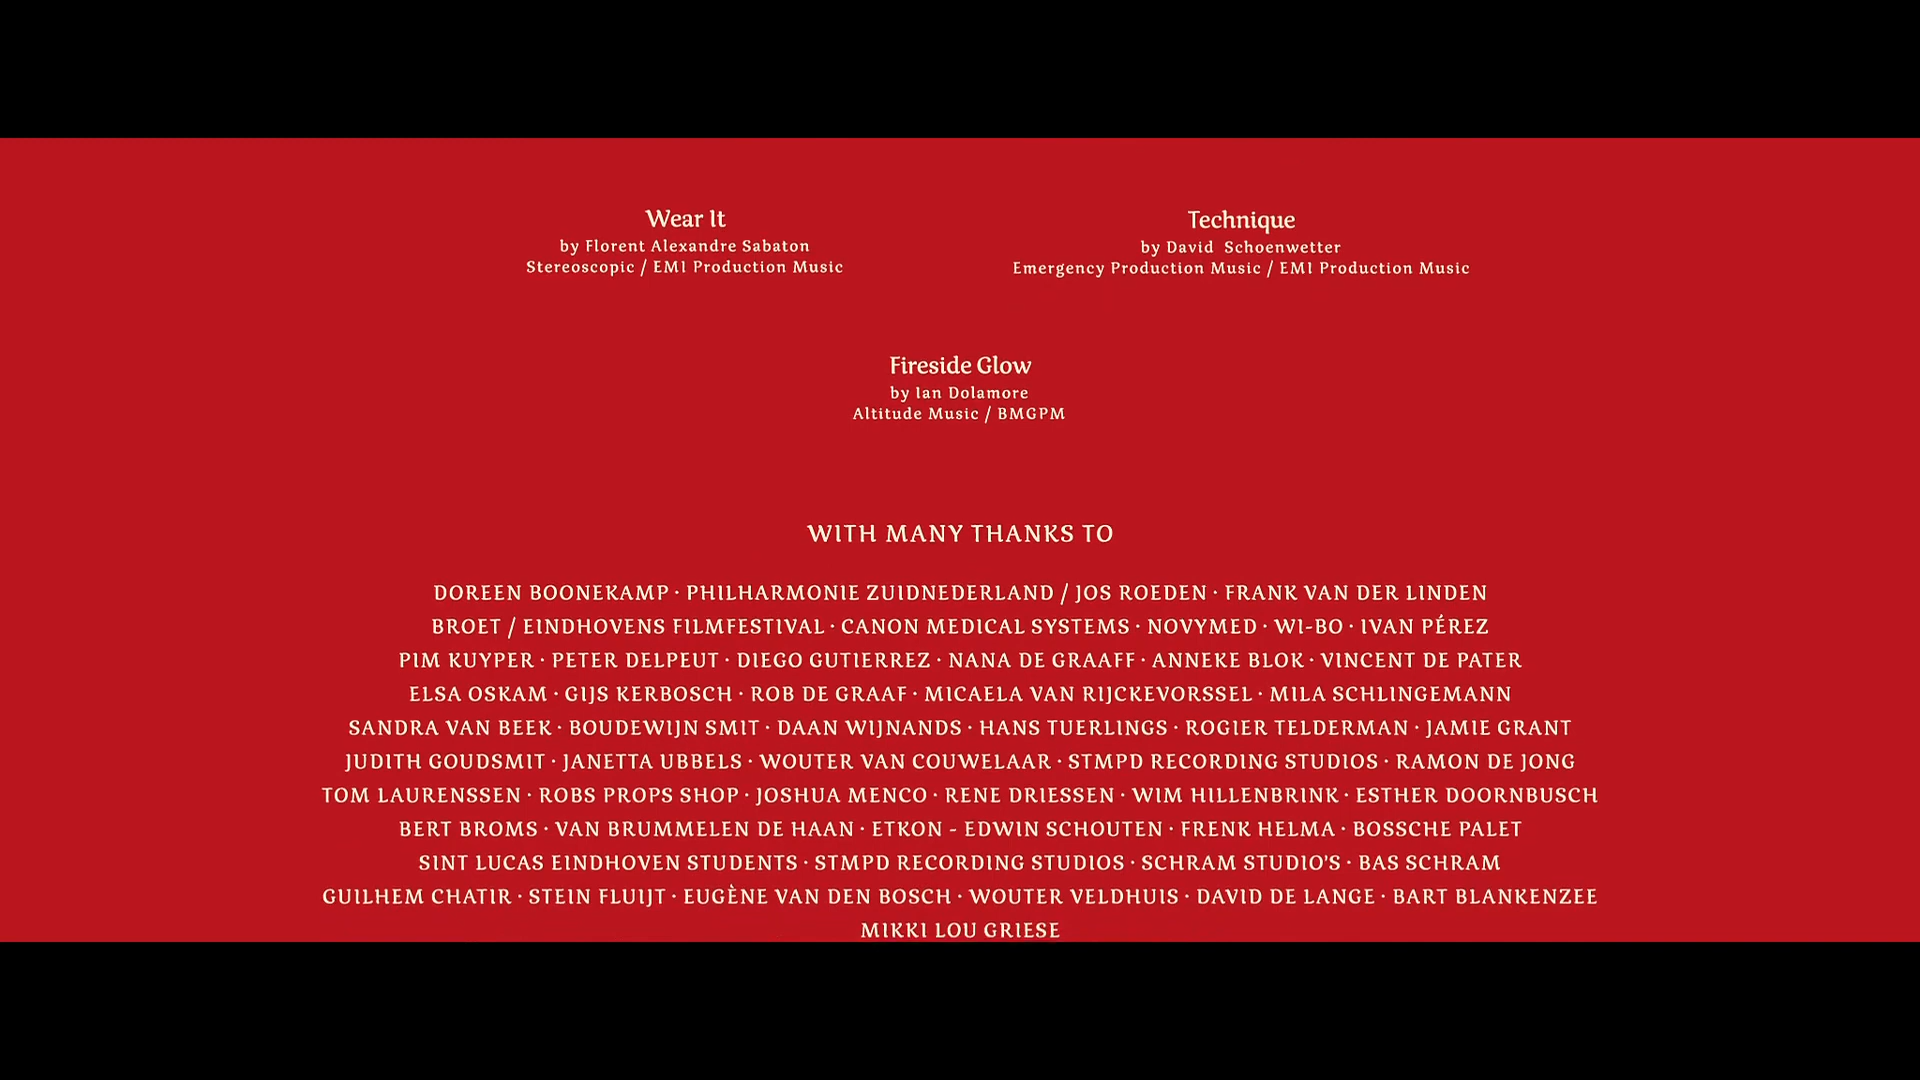 Wear It
by Florent Alexandre Sabaton
Stereoscopic / EMI Production Music
Technique
by David  Schoenwetter
Emergency Production Music / EMI Production Music
Fireside Glow
by Ian Dolamore
Altitude Music / BMGPM
WITH MANY THANKS TO
DOREEN BOONEKAMP · PHILHARMONIE ZUIDNEDERLAND / JOS ROEDEN · FRANK VAN DER LINDEN
BROET / EINDHOVENS FILMFESTIVAL · CANON MEDICAL SYSTEMS · NOVYMED · WI-BO · IVAN PÉREZ
PIM KUYPER · PETER DELPEUT · DIEGO GUTIERREZ · NANA DE GRAAFF · ANNEKE BLOK · VINCENT DE PATER
ELSA OSKAM · GIJS KERBOSCH · ROB DE GRAAF · MICAELA VAN RIJCKEVORSSEL · MILA SCHLINGEMANN
SANDRA VAN BEEK · BOUDEWIJN SMIT · DAAN WIJNANDS · HANS TUERLINGS · ROGIER TELDERMAN · JAMIE GRANT
JUDITH GOUDSMIT · JANETTA UBBELS · WOUTER VAN COUWELAAR · STMPD RECORDING STUDIOS · RAMON DE JONG
TOM LAURENSSEN · ROBS PROPS SHOP · JOSHUA MENCO · RENE DRIESSEN · WIM HILLENBRINK · ESTHER DOORNBUSCH
BERT BROMS · VAN BRUMMELEN DE HAAN · ETKON - EDWIN SCHOUTEN · FRENK HELMA · BOSSCHE PALET
SINT LUCAS EINDHOVEN STUDENTS · STMPD RECORDING STUDIOS · SCHRAM STUDIO'S · BAS SCHRAM
GUILHEM CHATIR · STEIN FLUIJT · EUGÈNE VAN DEN BOSCH · WOUTER VELDHUIS · DAVID DE LANGE · BART BLANKENZEE
MIKKI LOU GRIESE